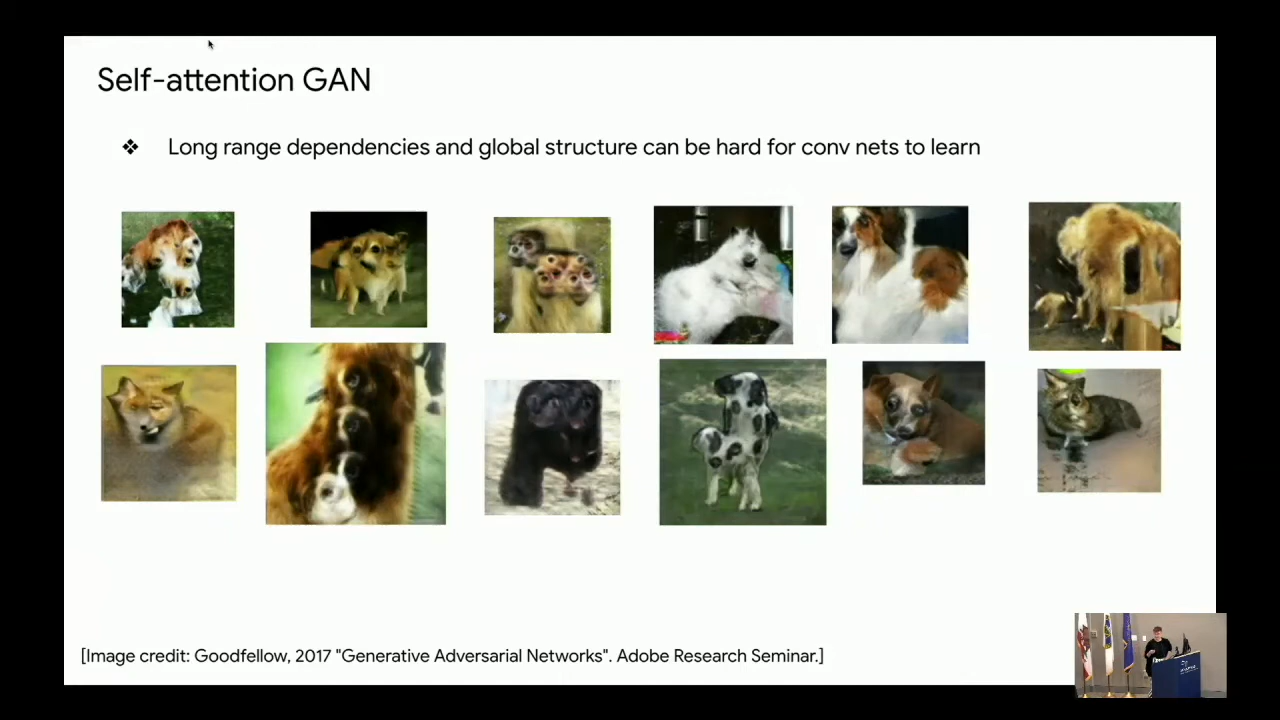 Self-attention GAN
❖ Long range dependencies and global structure can be hard for conv nets to learn
[Image credit: Goodfellow, 2017 "Generative Adversarial Networks". Adobe Research Seminar.]